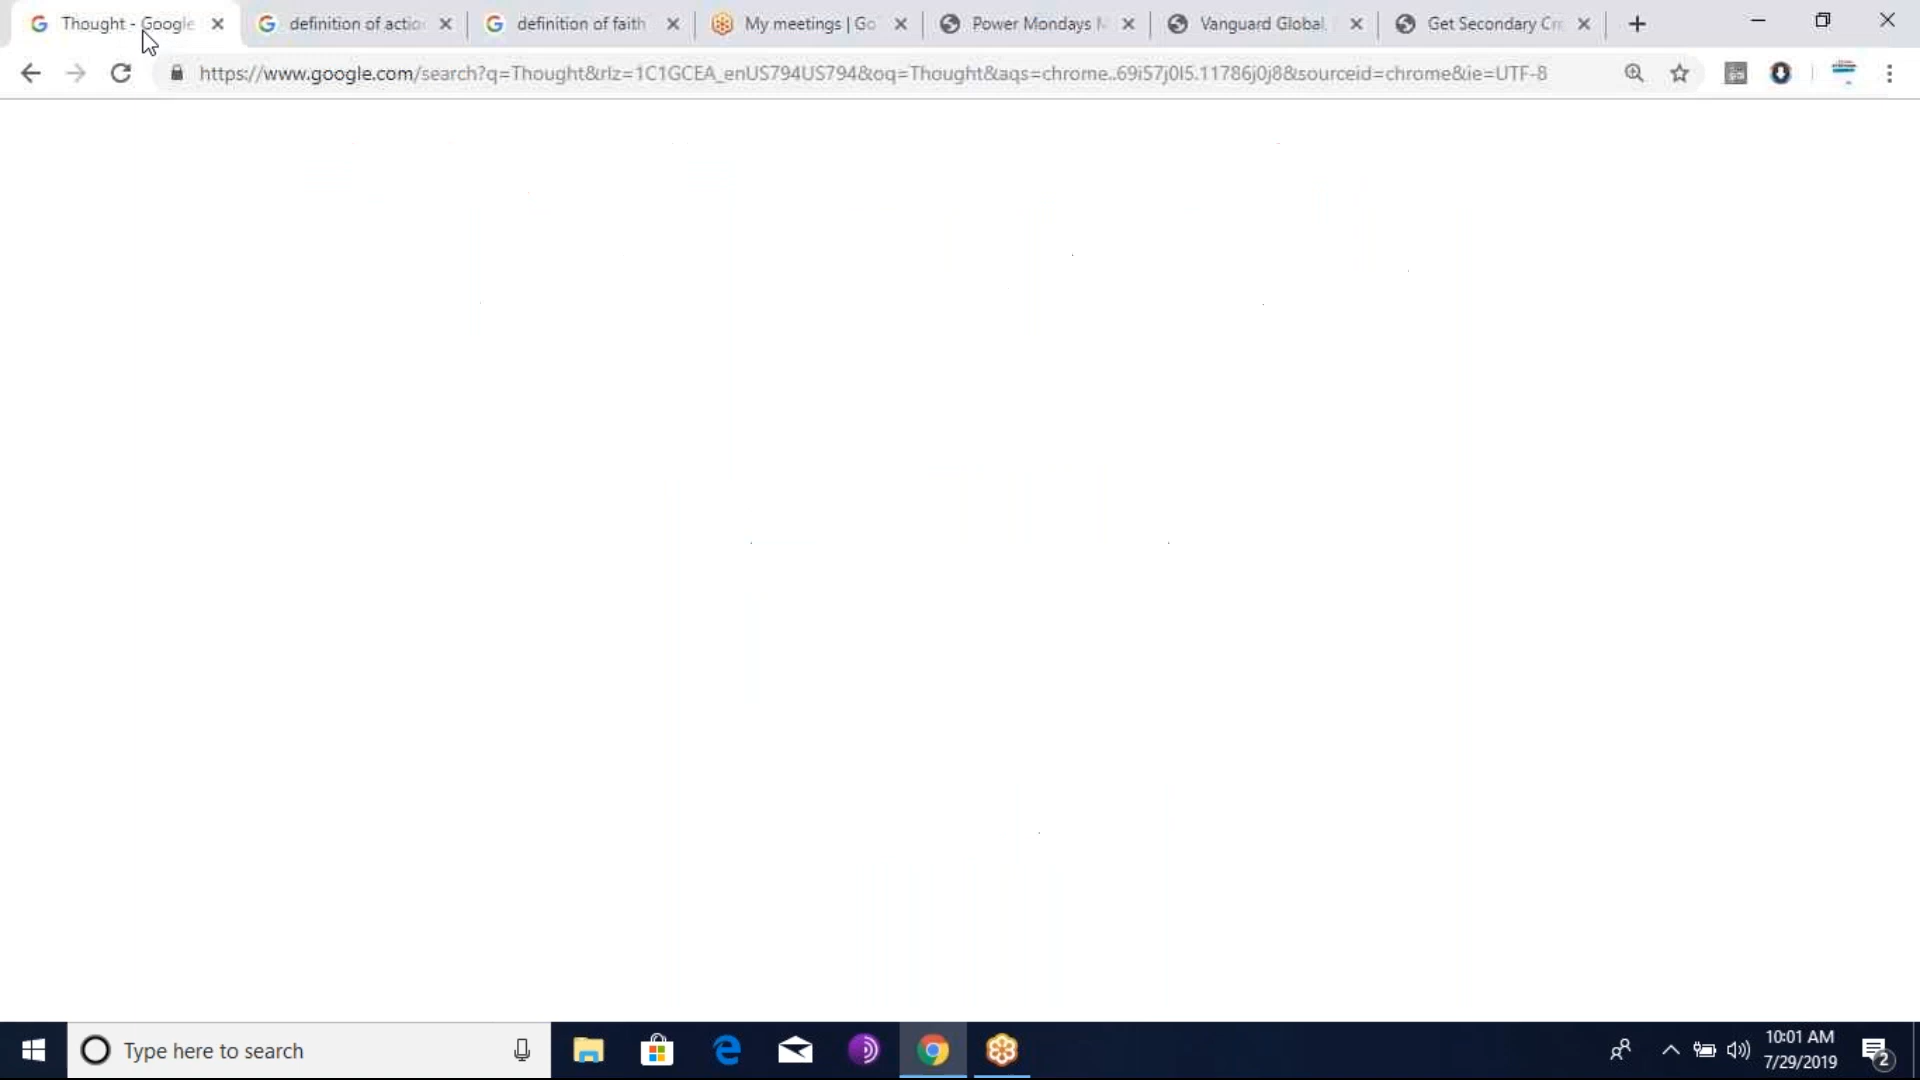 Thought - Google
definition of actio
definition of faith
My meetings | Go
Power Mondays
Vanguard Global,
Get Secondary Cr
https://www.google.com/search?q=Thought&rlz=1C1GCEA_enUS794US794&oq=Thought&aqs=chrome..69i57j0l5.11786j0j8&sourceid=chrome&ie=UTF-8
Type here to search
10:01 AM
7/29/2019
2